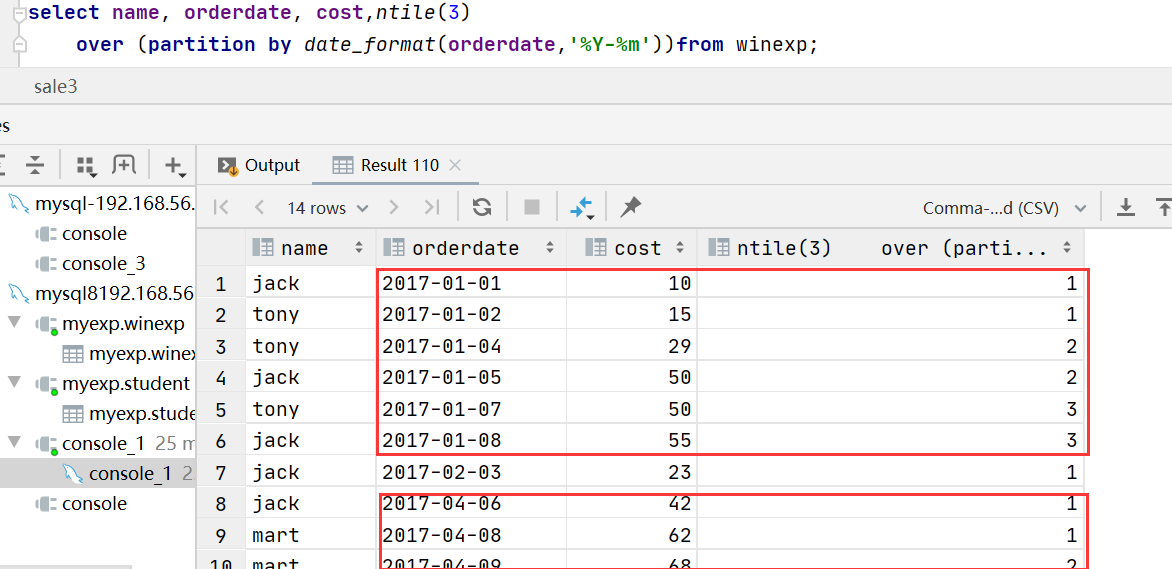 select name, orderdate, cost,ntile(3)
over (partition by date_format(orderdate,'%Y-%m'))from winexp;
sale3
es
Output
Result 110
14 rows
Comma-...d (CSV)
mysql-192.168.56.
console
console_3
mysql8192.168.56
myexp.winexp
myexp.winex
myexp.student
myexp.stude
console_1 25 m
console_1 2
console
name orderdate cost ntile(3) over (parti...
1 jack 2017-01-01 10 1
2 tony 2017-01-02 15 1
3 tony 2017-01-04 29 2
4 jack 2017-01-05 50 2
5 tony 2017-01-07 50 3
6 jack 2017-01-08 55 3
7 jack 2017-02-03 23 1
8 jack 2017-04-06 42 1
9 mart 2017-04-08 62 1
10 mart 2017-04-09 68 2